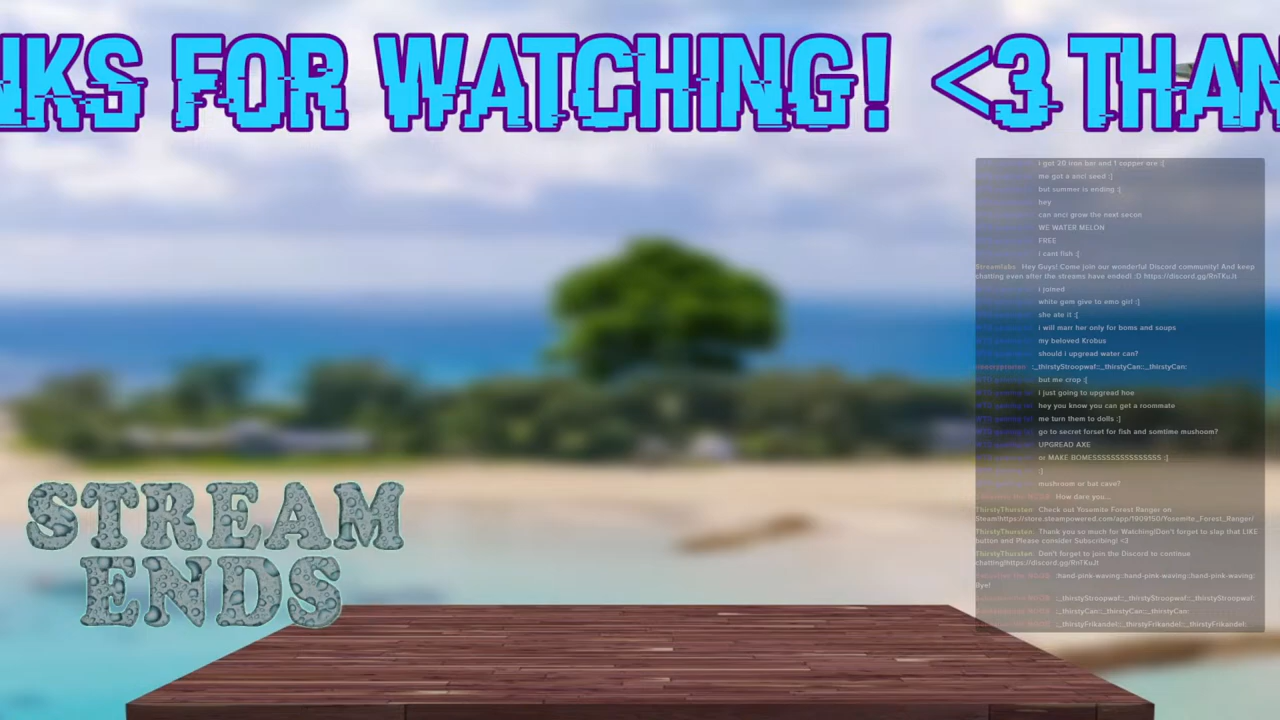 NKS FOR WATCHING! <3 THAN
i got 20 iron bar and 1 copper ore :[
me got a anci seed :]
but summer is ending :[
hey
can anci grow the next secon
WE WATER MELON
FREE
i cant fish :[
Streamlabs Hey Guys! Come join our wonderful Discord community! And keep
chatting even after the streams have ended! :D https://discord.gg/RnTKuJt
i joined
white gem give to emo girl :]
she ate it :[
i will marr her only for boms and soups
my beloved Krobus
should i upgread water can?
:_thirstyStroopwaf::_thirstyCan::_thirstyCan:
but me crop :[
i just going to upgread hoe
hey you know you can get a roommate
me turn them to dolls :]
go to secret forset for fish and somtime mushoom?
UPGREAD AXE
or MAKE BOMESSSSSSSSSSSSSSS :]
:]
mushroom or bat cave?
How dare you...
ThirstyThursten Check out Yosemite Forest Ranger on
Steam!https://store.steampowered.com/app/1909150/Yosemite_Forest_Ranger/
ThirstyThursten Thank you so much for Watching!Don't forget to slap that LIKE
button and Please consider Subscribing! <3
ThirstyThursten Don't forget to join the Discord to continue
chatting!https://discord.gg/RnTKuJt
:hand-pink-waving::hand-pink-waving::hand-pink-waving:
Bye!
:_thirstyStroopwaf::_thirstyStroopwaf::_thirstyStroopwaf:
:_thirstyCan::_thirstyCan::_thirstyCan:
:_thirstyFrikandel::_thirstyFrikandel::_thirstyFrikandel:
STREAM
ENDS